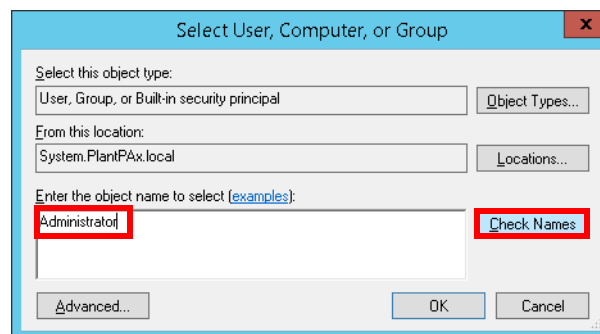 Select User, Computer, or Group
x
Select this object type:
User, Group, or Built-in security principal
Object Types...
From this location:
System.PlantPAx.local
Locations...
Enter the object name to select (examples):
Administrator
Check Names
Advanced...
OK
Cancel